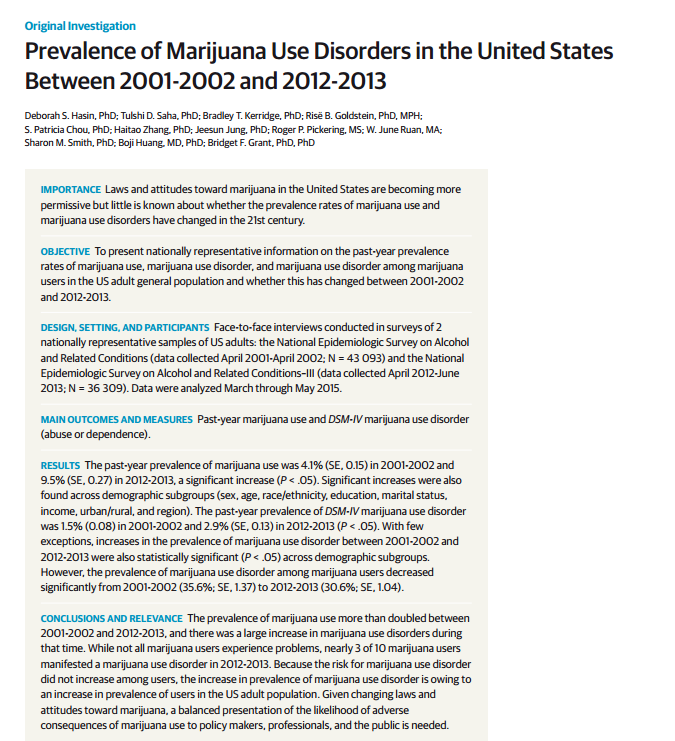 Original Investigation
Prevalence of Marijuana Use Disorders in the United States
Between 2001-2002 and 2012-2013
Deborah S. Hasin, PhD; Tulshi D. Saha, PhD; Bradley T. Kerridge, PhD; Risë B. Goldstein, PhD, MPH;
S. Patricia Chou, PhD; Haitao Zhang, PhD; Jeesun Jung, PhD; Roger P. Pickering, MS; W. June Ruan, MA;
Sharon M. Smith, PhD; Boji Huang, MD, PhD; Bridget F. Grant, PhD, PhD
IMPORTANCE Laws and attitudes toward marijuana in the United States are becoming more
permissive but little is known about whether the prevalence rates of marijuana use and
marijuana use disorders have changed in the 21st century.
OBJECTIVE To present nationally representative information on the past-year prevalence
rates of marijuana use, marijuana use disorder, and marijuana use disorder among marijuana
users in the US adult general population and whether this has changed between 2001-2002
and 2012-2013.
DESIGN, SETTING, AND PARTICIPANTS Face-to-face interviews conducted in surveys of 2
nationally representative samples of US adults: the National Epidemiologic Survey on Alcohol
and Related Conditions (data collected April 2001-April 2002; N = 43 093) and the National
Epidemiologic Survey on Alcohol and Related Conditions–III (data collected April 2012-June
2013; N = 36 309). Data were analyzed March through May 2015.
MAIN OUTCOMES AND MEASURES Past-year marijuana use and DSM-IV marijuana use disorder
(abuse or dependence).
RESULTS The past-year prevalence of marijuana use was 4.1% (SE, 0.15) in 2001-2002 and
9.5% (SE, 0.27) in 2012-2013, a significant increase (P < .05). Significant increases were also
found across demographic subgroups (sex, age, race/ethnicity, education, marital status,
income, urban/rural, and region). The past-year prevalence of DSM-IV marijuana use disorder
was 1.5% (0.08) in 2001-2002 and 2.9% (SE, 0.13) in 2012-2013 (P < .05). With few
exceptions, increases in the prevalence of marijuana use disorder between 2001-2002 and
2012-2013 were also statistically significant (P < .05) across demographic subgroups.
However, the prevalence of marijuana use disorder among marijuana users decreased
significantly from 2001-2002 (35.6%; SE, 1.37) to 2012-2013 (30.6%; SE, 1.04).
CONCLUSIONS AND RELEVANCE The prevalence of marijuana use more than doubled between
2001-2002 and 2012-2013, and there was a large increase in marijuana use disorders during
that time. While not all marijuana users experience problems, nearly 3 of 10 marijuana users
manifested a marijuana use disorder in 2012-2013. Because the risk for marijuana use disorder
did not increase among users, the increase in prevalence of marijuana use disorder is owing to
an increase in prevalence of users in the US adult population. Given changing laws and
attitudes toward marijuana, a balanced presentation of the likelihood of adverse
consequences of marijuana use to policy makers, professionals, and the public is needed.